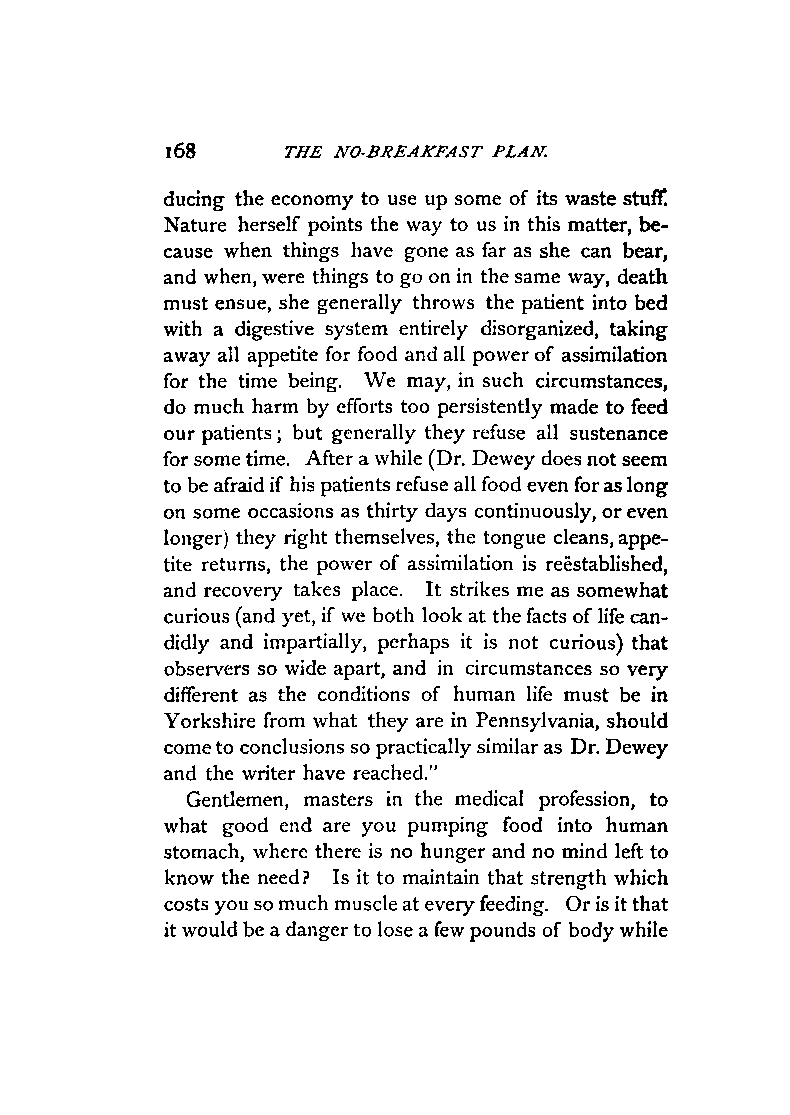 168 THE NO-BREAKFAST PLAN.
ducing the economy to use up some of its waste stuff.
Nature herself points the way to us in this matter, be-
cause when things have gone as far as she can bear,
and when, were things to go on in the same way, death
must ensue, she generally throws the patient into bed
with a digestive system entirely disorganized, taking
away all appetite for food and all power of assimilation
for the time being. We may, in such circumstances,
do much harm by efforts too persistently made to feed
our patients; but generally they refuse all sustenance
for some time. After a while (Dr. Dewey does not seem
to be afraid if his patients refuse all food even for as long
on some occasions as thirty days continuously, or even
longer) they right themselves, the tongue cleans, appe-
tite returns, the power of assimilation is reëstablished,
and recovery takes place. It strikes me as somewhat
curious (and yet, if we both look at the facts of life can-
didly and impartially, perhaps it is not curious) that
observers so wide apart, and in circumstances so very
different as the conditions of human life must be in
Yorkshire from what they are in Pennsylvania, should
come to conclusions so practically similar as Dr. Dewey
and the writer have reached."
Gentlemen, masters in the medical profession, to
what good end are you pumping food into human
stomach, where there is no hunger and no mind left to
know the need? Is it to maintain that strength which
costs you so much muscle at every feeding. Or is it that
it would be a danger to lose a few pounds of body while